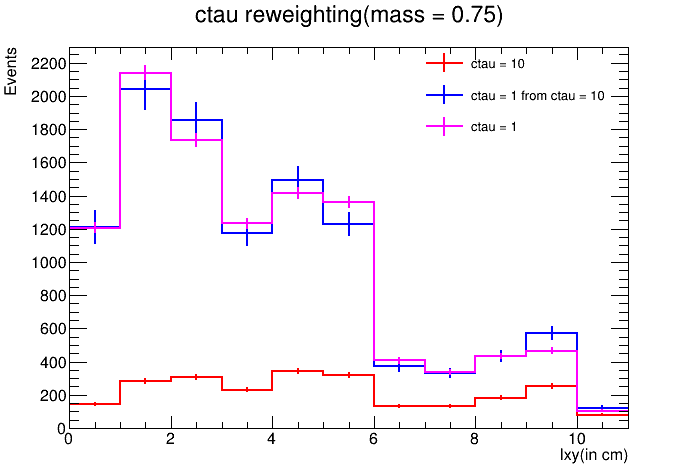 ctau reweighting(mass = 0.75)
Events
ctau = 10
ctau = 1 from ctau = 10
ctau = 1
2200
2000
1800
1600
1400
1200
1000
800
600
400
200
0
0 2 4 6 8 10
lxy(in cm)